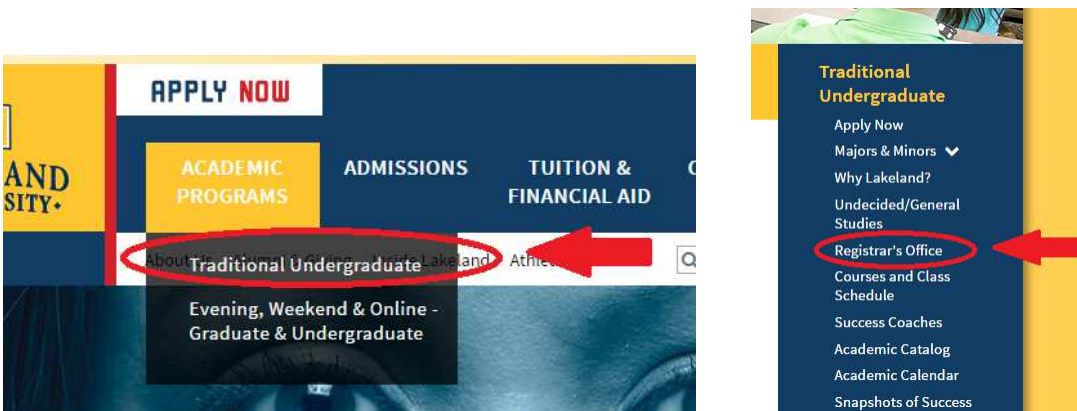 APPLY NOW
AND
SITY
ACADEMIC
PROGRAMS
ADMISSIONS
TUITION &
FINANCIAL AID
Traditional Undergraduate
Evening, Weekend & Online -
Graduate & Undergraduate
Traditional
Undergraduate
Apply Now
Majors & Minors
Why Lakeland?
Undecided/General
Studies
Registrar's Office
Courses and Class
Schedule
Success Coaches
Academic Catalog
Academic Calendar
Snapshots of Success